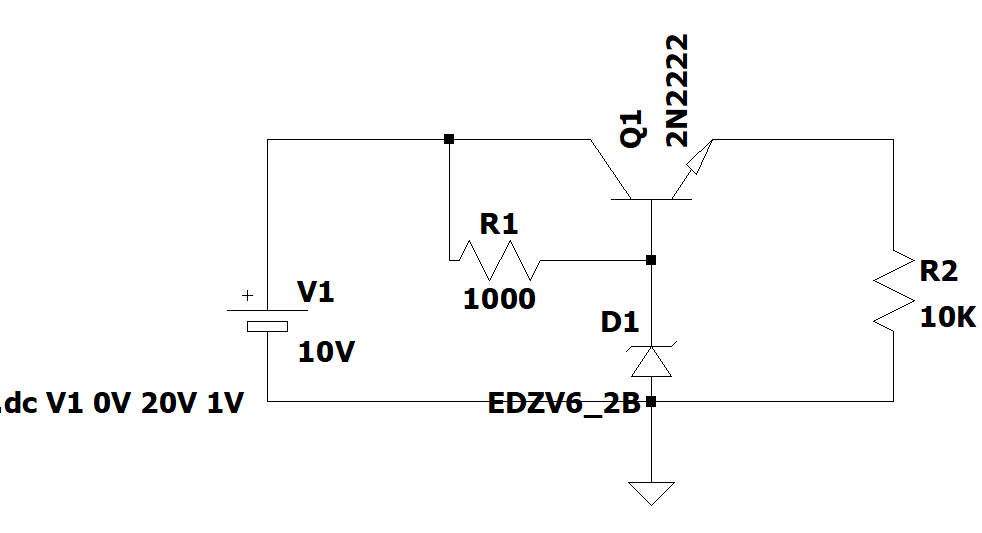 Q1
2N2222
R1
1000
+
V1
10V
D1
R2
10K
.dc V1 0V 20V 1V
EDZV6_2B